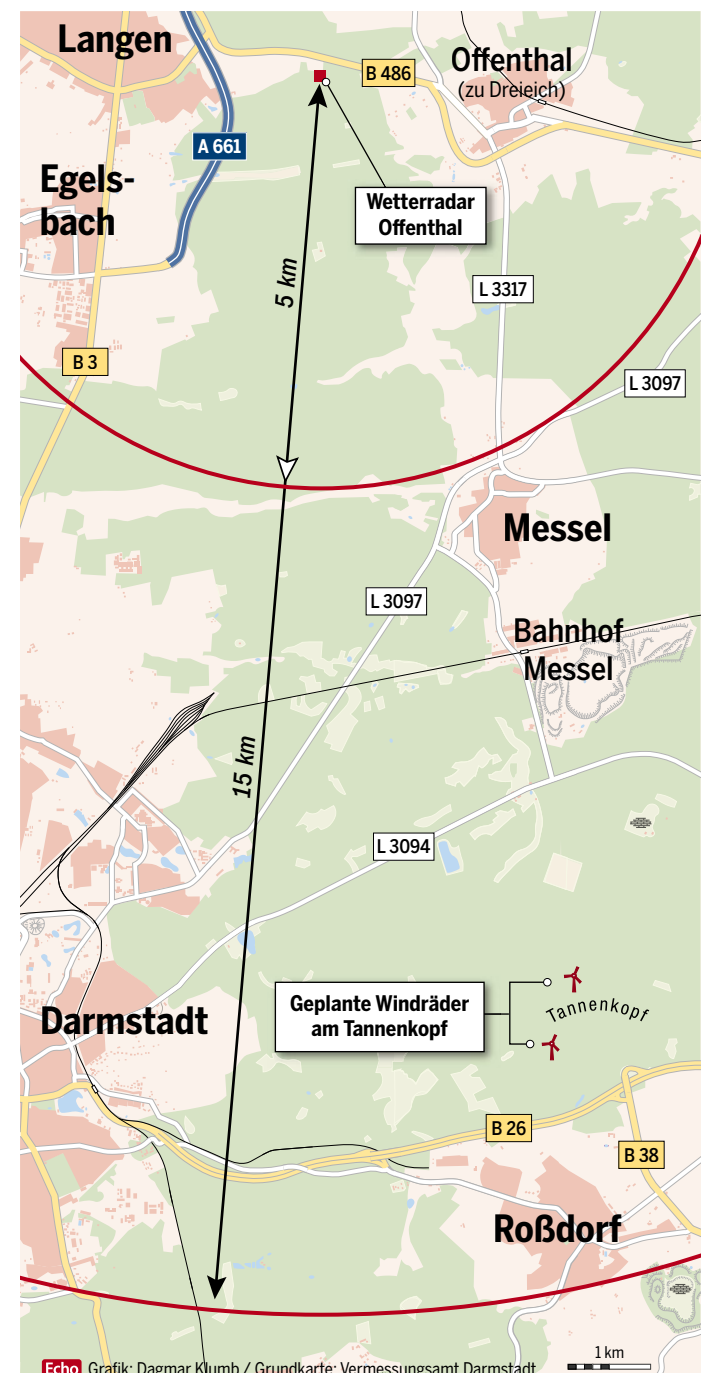 Langen
B 486
Offenthal
(zu Dreieich)
A 661
Egels-
bach
Wetterradar
Offenthal
5 km
L 3317
B 3
L 3097
Messel
L 3097
Bahnhof
Messel
15 km
L 3094
Geplante Windräder
am Tannenkopf
Tannenkopf
Darmstadt
B 26
B 38
Roßdorf
1 km
Echo Grafik: Dagmar Klumb / Grundkarte: Vermessungsamt Darmstadt